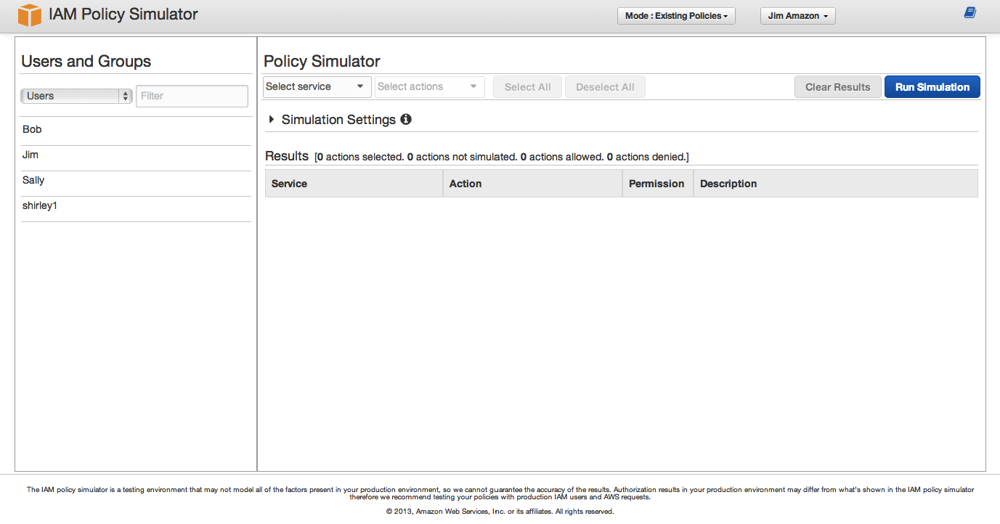 IAM Policy Simulator
Mode : Existing Policies
Jim Amazon
Users and Groups
Users
Filter
Bob
Jim
Sally
shirley1
Policy Simulator
Select service
Select actions
Select All
Deselect All
Clear Results
Run Simulation
Simulation Settings
Results [0 actions selected. 0 actions not simulated. 0 actions allowed. 0 actions denied.]
Service Action Permission Description
The IAM policy simulator is a testing environment that may not model all of the factors present in your production environment, so we cannot guarantee the accuracy of the results. Authorization results in your production environment may differ from what's shown in the IAM policy simulator
therefore we recommend testing your policies with production IAM users and AWS requests.
© 2013, Amazon Web Services, Inc. or its affiliates. All rights reserved.